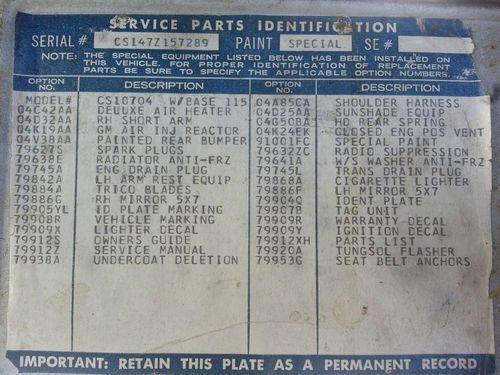 SERVICE PARTS IDENTIFICATION
SERIAL# CS147Z157289 PAINT SPECIAL SE#
NOTE: THE SPECIAL EQUIPMENT LISTED BELOW HAS BEEN INSTALLED ON
THIS VEHICLE. FOR PROPER IDENTIFICATION OF REPLACEMENT
PARTS BE SURE TO SPECIFY THE APPLICABLE OPTION NUMBERS.
OPTION NO. DESCRIPTION OPTION NO. DESCRIPTION
MODEL# CS10704 W/BASE 115 04A85CA SHOULDER HARNESS
04C42AA DELUXE AIR HEATER 04D25AA SUNSHADE EQUIP
04D32AA RH SHORT ARM 04G50BA HD REAR SPRING
04K19AA GM AIR INJ REACTOR 04K24EK CLOSED ENG POS VENT
04V38AA PAINTED REAR BUMPER 91001FC SPECIAL PAINT
79627S SPARK PLUGS 79632ZC RADIO SUPPRESSION
79638E RADIATOR ANTI-FRZ 79641A W/S WASHER ANTI-FRZ
79745A ENG DRAIN PLUG 79745L TRANS DRAIN PLUG
79842A LH ARM REST EQUIP 79868A CIGARETTE LIGHTER
79884A TRICO BLADES 79886F LH MIRROR 5X7
79886G RH MIRROR 5X7 79904Q IDENT PLATE
79905YL ID PLATE MARKING 79907B TAG UNIT
79908R VEHICLE MARKING 79909R WARRANTY DECAL
79909X LIGHTER DECAL 79909Y IGNITION DECAL
79912S OWNERS GUIDE 79912XH PARTS LIST
799127 SERVICE MANUAL 79920A TUNGSOL FLASHER
79938A UNDERCOAT DELETION 79953G SEAT BELT ANCHORS
IMPORTANT: RETAIN THIS PLATE AS A PERMANENT RECORD